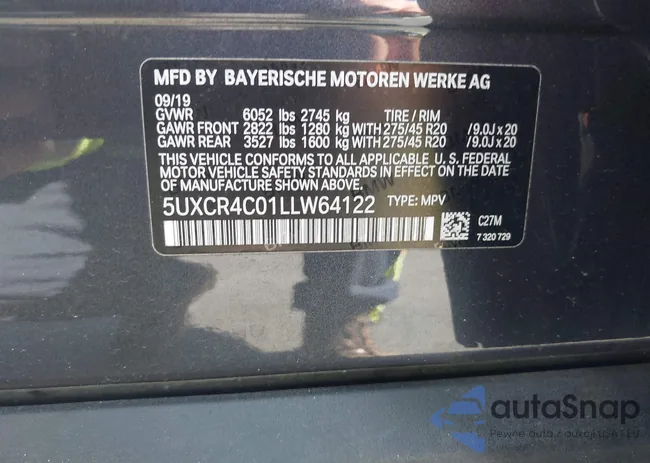 MFD BY BAYERISCHE MOTOREN WERKE AG
09/19
GVWR 6052 lbs 2745 kg TIRE / RIM
GAWR FRONT 2822 lbs 1280 kg WITH 275/45 R20 /9.0J x 20
GAWR REAR 3527 lbs 1600 kg WITH 275/45 R20 /9.0J x 20
THIS VEHICLE CONFORMS TO ALL APPLICABLE U. S. FEDERAL
MOTOR VEHICLE SAFETY STANDARDS IN EFFECT ON THE DATE
OF MANUFACTURE SHOWN ABOVE.
5UXCR4C01LLW64122 TYPE: MPV
C27M
7 320 729
autoSnap
Pewne auto z aukcji